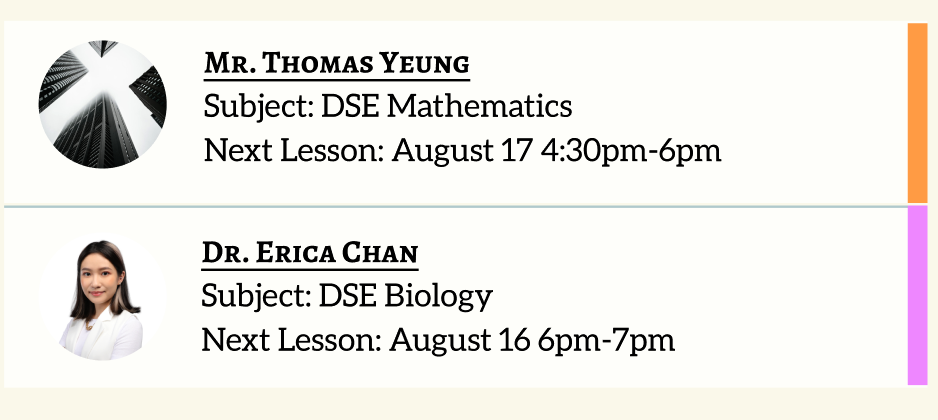 Mr. Thomas Yeung
Subject: DSE Mathematics
Next Lesson: August 17 4:30pm-6pm
Dr. Erica Chan
Subject: DSE Biology
Next Lesson: August 16 6pm-7pm